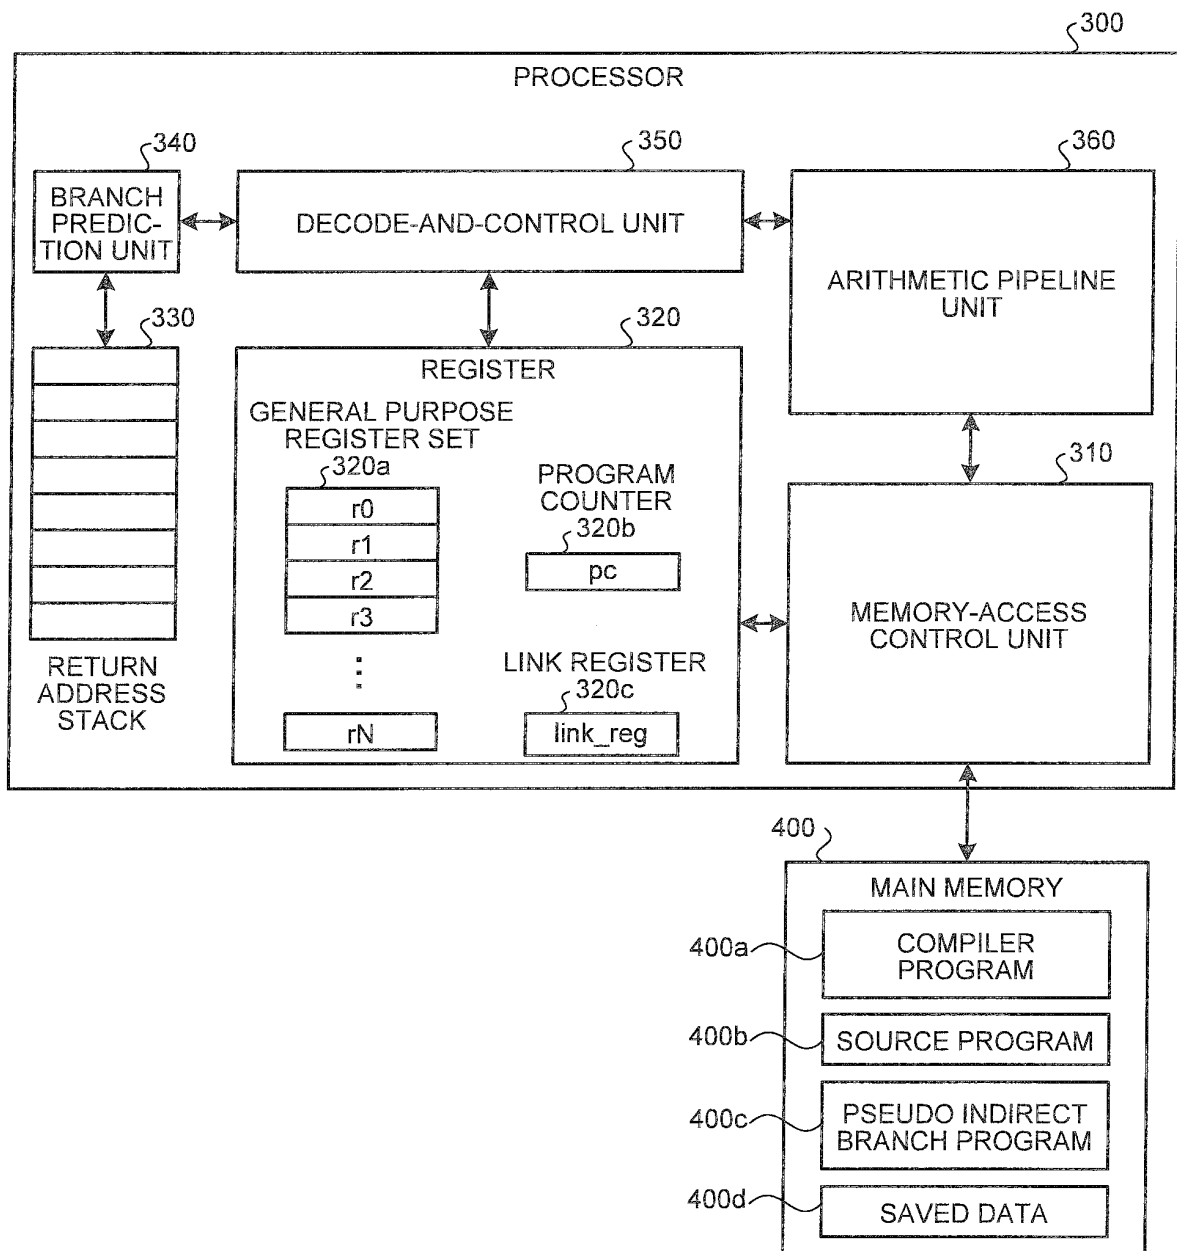 300
PROCESSOR
340
350
360
BRANCH
PREDIC-
TION UNIT
DECODE-AND-CONTROL UNIT
ARITHMETIC PIPELINE
UNIT
330
320
REGISTER
GENERAL PURPOSE
REGISTER SET
320a
r0
r1
r2
r3
rN
PROGRAM
COUNTER
320b
pc
LINK REGISTER
320c
link_reg
310
MEMORY-ACCESS
CONTROL UNIT
RETURN
ADDRESS
STACK
400
MAIN MEMORY
400a
COMPILER
PROGRAM
400b
SOURCE PROGRAM
400c
PSEUDO INDIRECT
BRANCH PROGRAM
400d
SAVED DATA